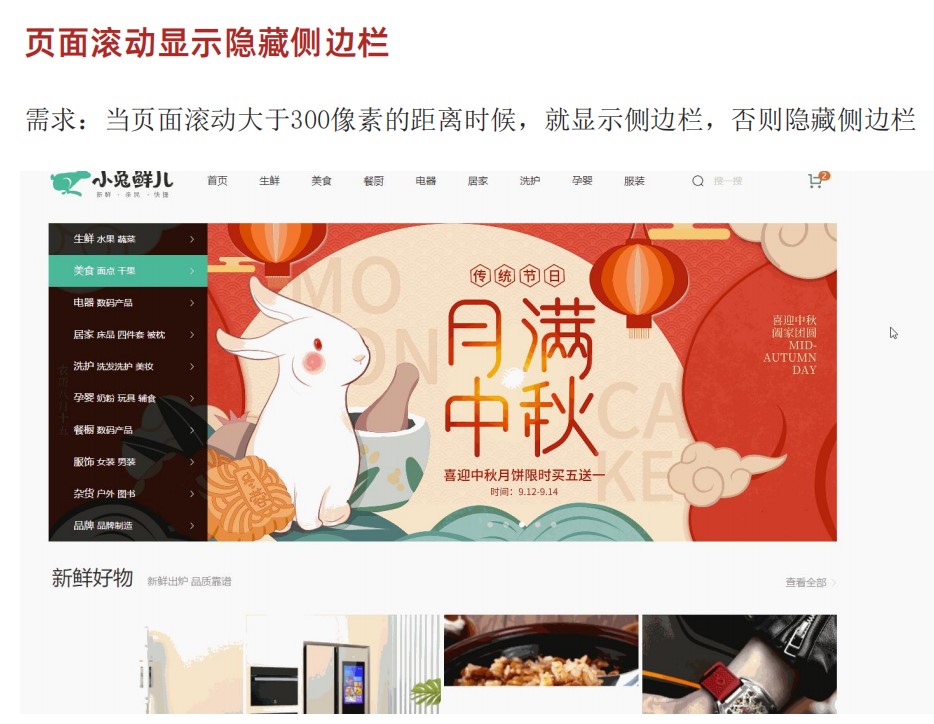 页面滚动显示隐藏侧边栏
需求：当页面滚动大于300像素的距离时候，就显示侧边栏，否则隐藏侧边栏
小兔鲜儿
新鲜 · 亲民 · 快捷
首页 生鲜 美食 餐厨 电器 居家 洗护 孕婴 服装 搜一搜 2
生鲜 水果 蔬菜
美食 面点 干果
电器 数码产品
居家 床品 四件套 被枕
洗护 洗发洗护 美妆
孕婴 奶粉 玩具 辅食
餐橱 数码产品
服饰 女装 男装
杂货 户外 图书
品牌 品牌制造
MO
ON
CA
KE
传统节日
月满
中秋
喜迎中秋月饼限时买五送一
时间：9.12-9.14
喜迎中秋
阖家团圆
MID-
AUTUMN
DAY
新鲜好物 新鲜出炉 品质靠谱 查看全部